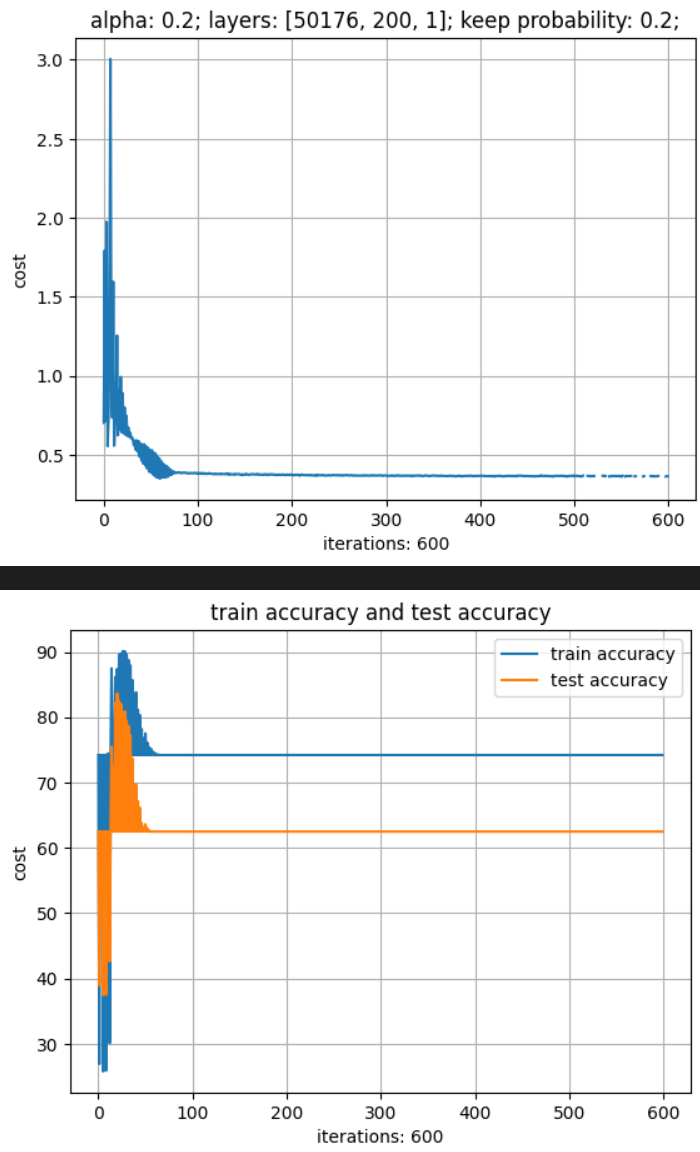 alpha: 0.2; layers: [50176, 200, 1]; keep probability: 0.2;
3.0
2.5
2.0
1.5
1.0
0.5
cost
0 100 200 300 400 500 600
iterations: 600
train accuracy and test accuracy
train accuracy
test accuracy
90
80
70
60
50
40
30
cost
0 100 200 300 400 500 600
iterations: 600